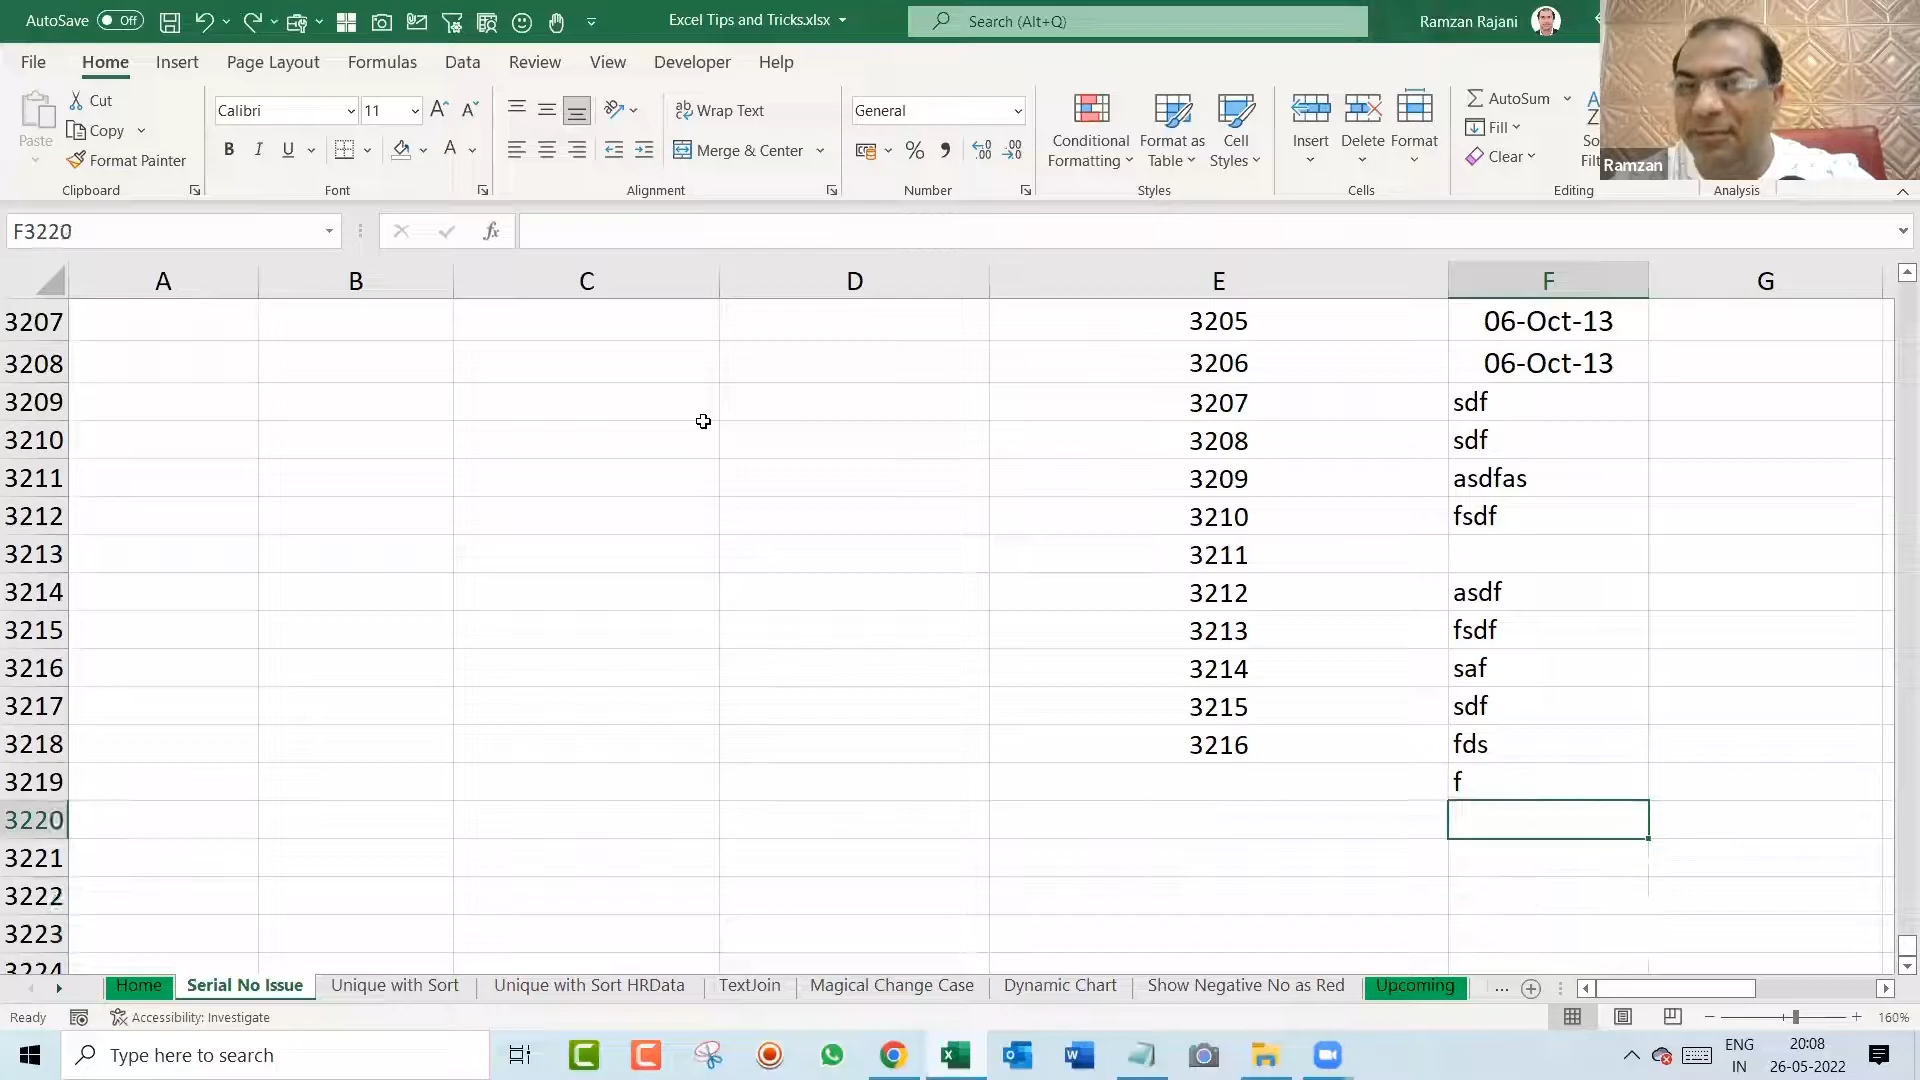 AutoSave Off Excel Tips and Tricks.xlsx Search (Alt+Q) Ramzan Rajani
File Home Insert Page Layout Formulas Data Review View Developer Help
Paste Cut Copy Format Painter Clipboard
Calibri 11 B I U A Font
Wrap Text Merge & Center Alignment
General % Number
Conditional Formatting Format as Table Cell Styles Styles
Insert Delete Format Cells
AutoSum Fill Clear Editing
Analysis
Ramzan
F3220 fx
A B C D E F G
3207 3205 06-Oct-13
3208 3206 06-Oct-13
3209 3207 sdf
3210 3208 sdf
3211 3209 asdfas
3212 3210 fsdf
3213 3211
3214 3212 asdf
3215 3213 fsdf
3216 3214 saf
3217 3215 sdf
3218 3216 fds
3219 f
3220
3221
3222
3223
3224
Home Serial No Issue Unique with Sort Unique with Sort HRData TextJoin Magical Change Case Dynamic Chart Show Negative No as Red Upcoming ...
Ready Accessibility: Investigate 160%
Type here to search ENG IN 20:08 26-05-2022